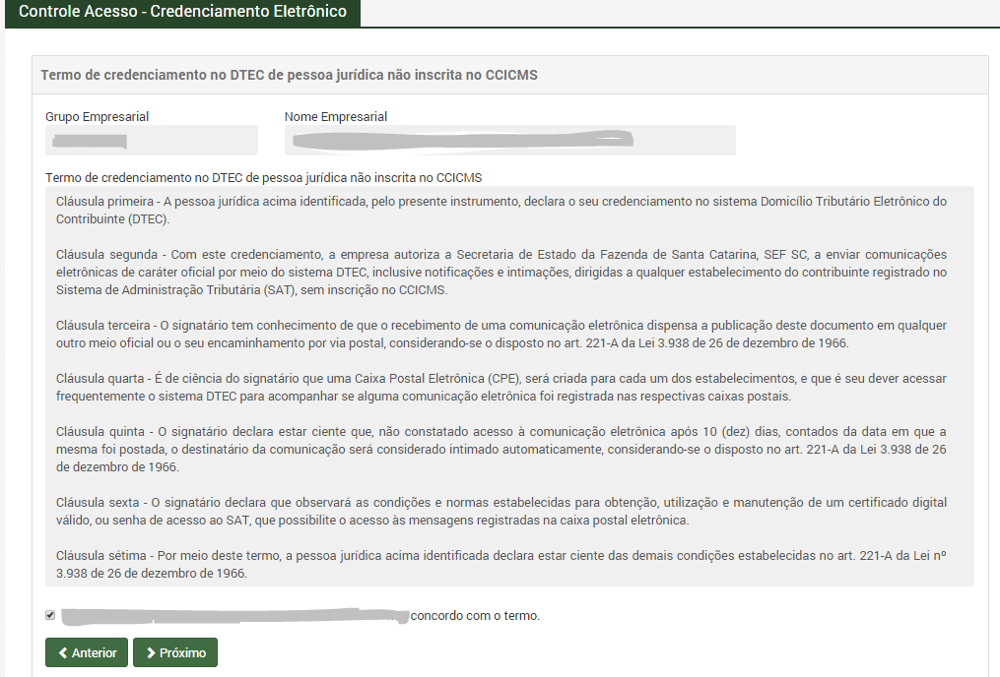 Controle Acesso - Credenciamento Eletrônico
Termo de credenciamento no DTEC de pessoa jurídica não inscrita no CCICMS
Grupo Empresarial
Nome Empresarial
Termo de credenciamento no DTEC de pessoa jurídica não inscrita no CCICMS
Cláusula primeira - A pessoa jurídica acima identificada, pelo presente instrumento, declara o seu credenciamento no sistema Domicílio Tributário Eletrônico do
Contribuinte (DTEC).
Cláusula segunda - Com este credenciamento, a empresa autoriza a Secretaria de Estado da Fazenda de Santa Catarina, SEF SC, a enviar comunicações
eletrônicas de caráter oficial por meio do sistema DTEC, inclusive notificações e intimações, dirigidas a qualquer estabelecimento do contribuinte registrado no
Sistema de Administração Tributária (SAT), sem inscrição no CCICMS.
Cláusula terceira - O signatário tem conhecimento de que o recebimento de uma comunicação eletrônica dispensa a publicação deste documento em qualquer
outro meio oficial ou o seu encaminhamento por via postal, considerando-se o disposto no art. 221-A da Lei 3.938 de 26 de dezembro de 1966.
Cláusula quarta - É de ciência do signatário que uma Caixa Postal Eletrônica (CPE), será criada para cada um dos estabelecimentos, e que é seu dever acessar
frequentemente o sistema DTEC para acompanhar se alguma comunicação eletrônica foi registrada nas respectivas caixas postais.
Cláusula quinta - O signatário declara estar ciente que, não constatado acesso à comunicação eletrônica após 10 (dez) dias, contados da data em que a
mesma foi postada, o destinatário da comunicação será considerado intimado automaticamente, considerando-se o disposto no art. 221-A da Lei 3.938 de 26
de dezembro de 1966.
Cláusula sexta - O signatário declara que observará as condições e normas estabelecidas para obtenção, utilização e manutenção de um certificado digital
válido, ou senha de acesso ao SAT, que possibilite o acesso às mensagens registradas na caixa postal eletrônica.
Cláusula sétima - Por meio deste termo, a pessoa jurídica acima identificada declara estar ciente das demais condições estabelecidas no art. 221-A da Lei nº
3.938 de 26 de dezembro de 1966.
concordo com o termo.
Anterior
Próximo